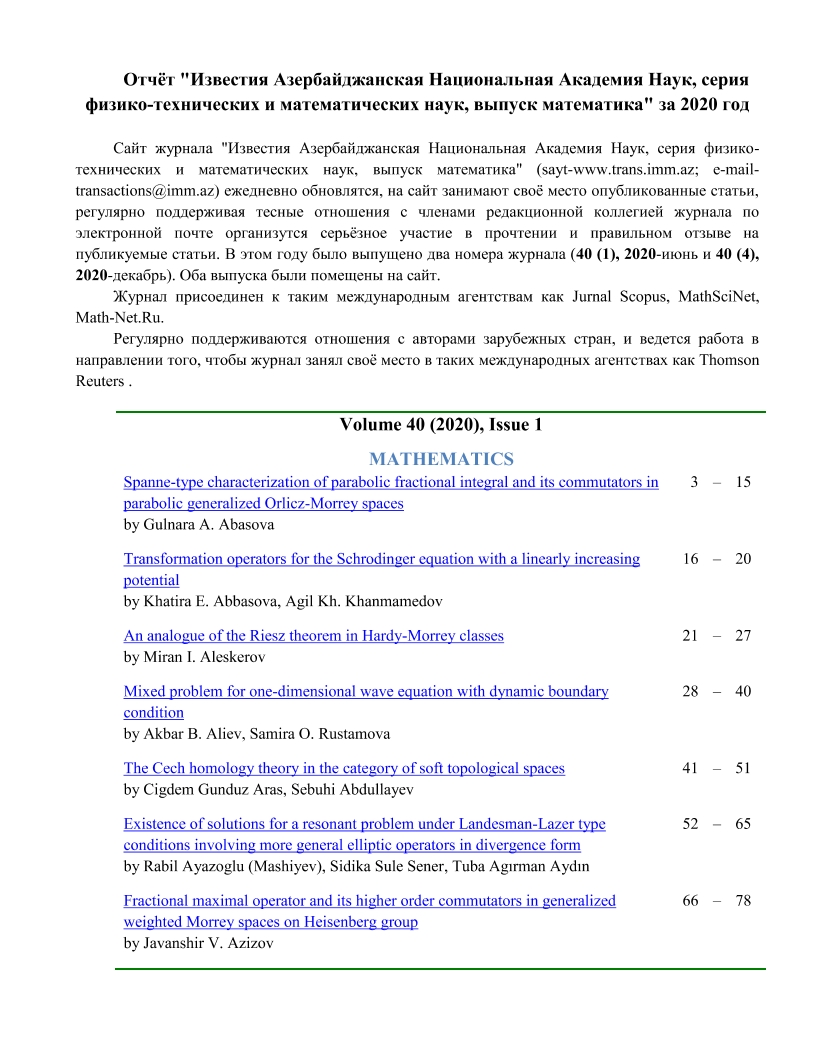 Отчёт "Известия Азербайджанская Национальная Академия Наук, серия
физико-технических и математических наук, выпуск математика" за 2020 год
Сайт журнала "Известия Азербайджанская Национальная Академия Наук, серия физико-
технических и математических наук, выпуск математика" (sayt-www.trans.imm.az; e-mail-
transactions@imm.az) ежедневно обновлятся, на сайт занимают своё место опубликованные статьи,
регулярно поддерживая тесные отношения с членами редакционной коллегией журнала по
электронной почте организутся серьёзное участие в прочтении и правильном отзыве на
публикуемые статьи. В этом году было выпущено два номера журнала (40 (1), 2020-июнь и 40 (4),
2020-декабрь). Оба выпуска были помещены на сайт.
Журнал присоединен к таким международным агентствам как Jurnal Scopus, MathSciNet,
Math-Net.Ru.
Регулярно поддерживаются отношения с авторами зарубежных стран, и ведется работа в
направлении того, чтобы журнал занял своё место в таких международных агентствах как Thomson
Reuters .
Volume 40 (2020), Issue 1
MATHEMATICS
Spanne-type characterization of parabolic fractional integral and its commutators in 3 – 15
parabolic generalized Orlicz-Morrey spaces
by Gulnara A. Abasova
Transformation operators for the Schrodinger equation with a linearly increasing 16 – 20
potential
by Khatira E. Abbasova, Agil Kh. Khanmamedov
An analogue of the Riesz theorem in Hardy-Morrey classes 21 – 27
by Miran I. Aleskerov
Mixed problem for one-dimensional wave equation with dynamic boundary 28 – 40
condition
by Akbar B. Aliev, Samira O. Rustamova
The Cech homology theory in the category of soft topological spaces 41 – 51
by Cigdem Gunduz Aras, Sebuhi Abdullayev
Existence of solutions for a resonant problem under Landesman-Lazer type 52 – 65
conditions involving more general elliptic operators in divergence form
by Rabil Ayazoglu (Mashiyev), Sidika Sule Sener, Tuba Agırman Aydın
Fractional maximal operator and its higher order commutators in generalized 66 – 78
weighted Morrey spaces on Heisenberg group
by Javanshir V. Azizov